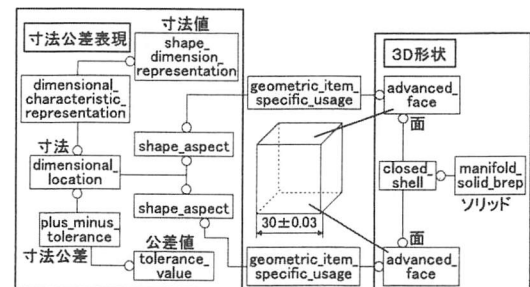 寸法公差表現
寸法値
shape_
dimension_
representation
dimensional_
characteristic_
representation
寸法
dimensional_
location
shape_aspect
shape_aspect
plus_minus_
tolerance
寸法公差
公差値
tolerance_
value
geometric_item_
specific_usage
30±0.03
geometric_item_
specific_usage
3D形状
advanced_
face
面
closed_
shell
manifold_
solid_brep
ソリッド
面
advanced_
face